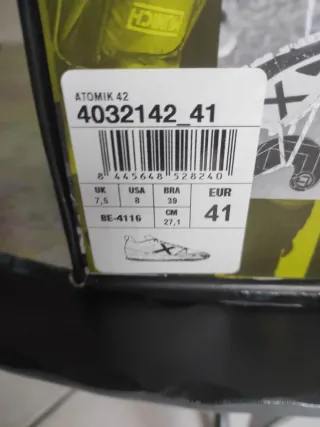 MUNICH
ATOMIK 42
4032142_41
8 445648 528240
UK USA BRA EUR
7,5 8 39 41
BE-4116 CM
27,1